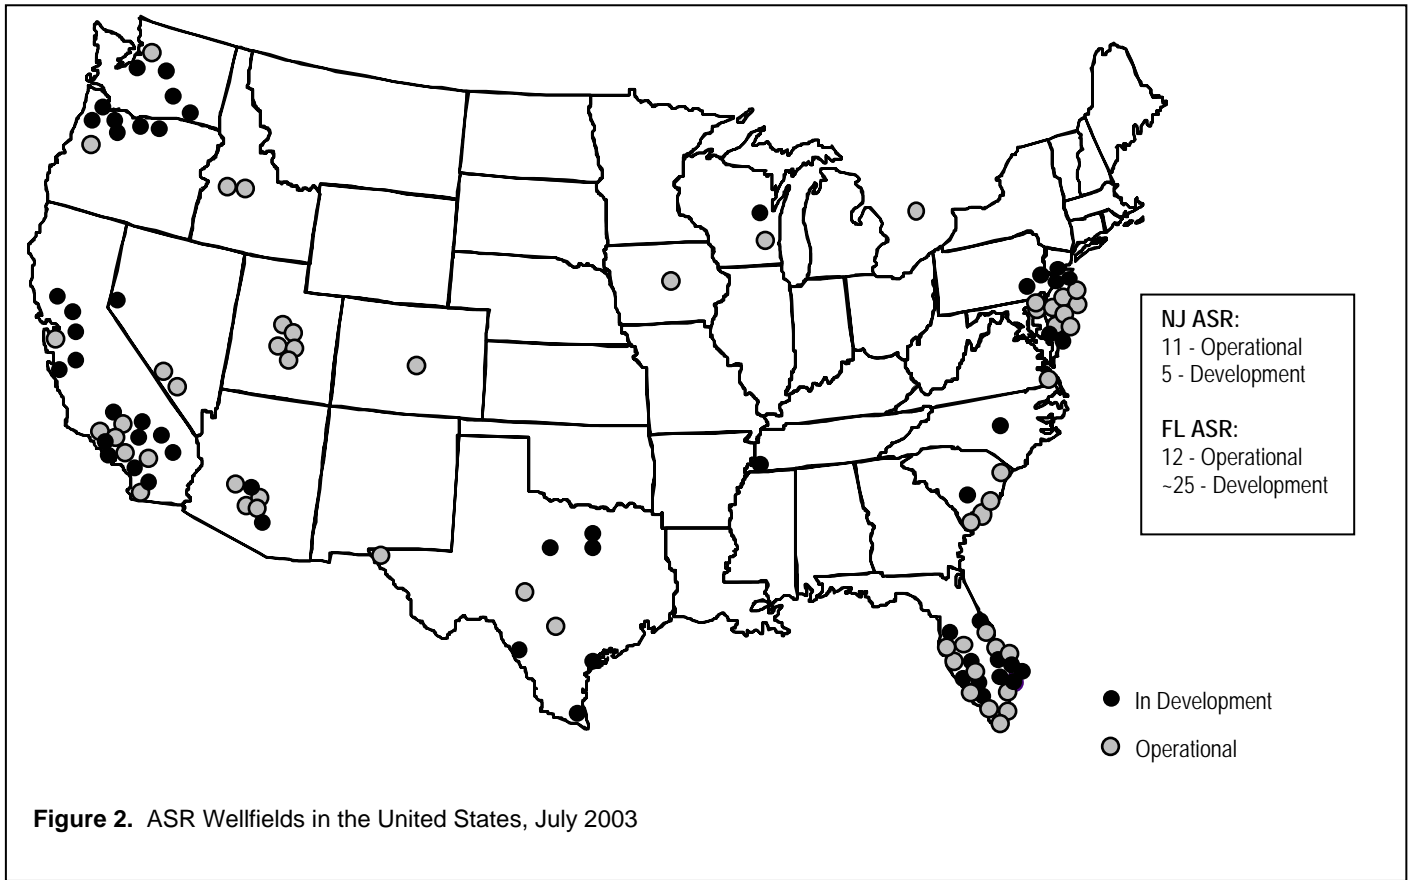 NJ ASR:
11 - Operational
5 - Development
FL ASR:
12 - Operational
~25 - Development
In Development
Operational
Figure 2. ASR Wellfields in the United States, July 2003